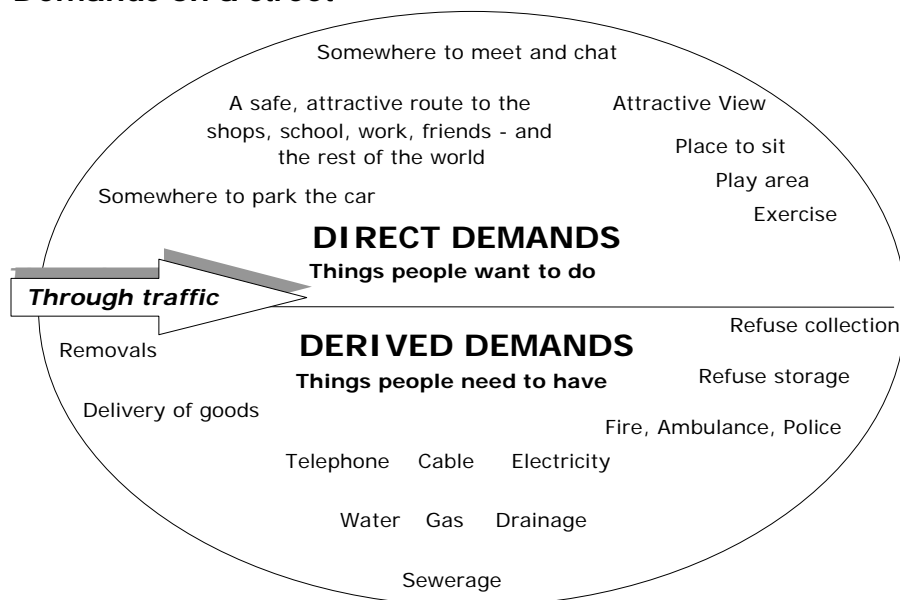 Somewhere to meet and chat
A safe, attractive route to the
shops, school, work, friends - and
the rest of the world
Attractive View
Place to sit
Play area
Exercise
Somewhere to park the car
DIRECT DEMANDS
Things people want to do
Through traffic
DERIVED DEMANDS
Things people need to have
Removals
Delivery of goods
Refuse collection
Refuse storage
Fire, Ambulance, Police
Telephone Cable Electricity
Water Gas Drainage
Sewerage